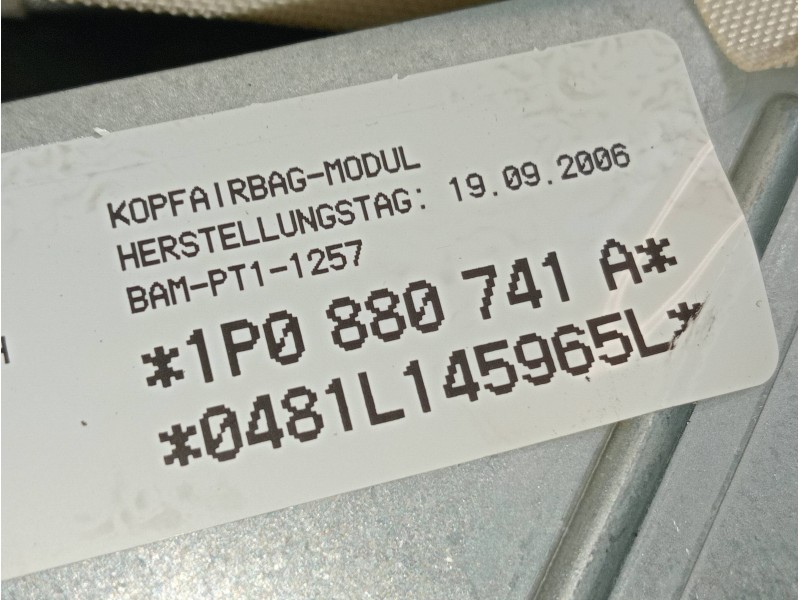 KOPFAIRBAG-MODUL
HERSTELLUNGSTAG: 19.09.2006
BAM-PT1-1257
*1P0 880 741 A*
*0481L145965L*